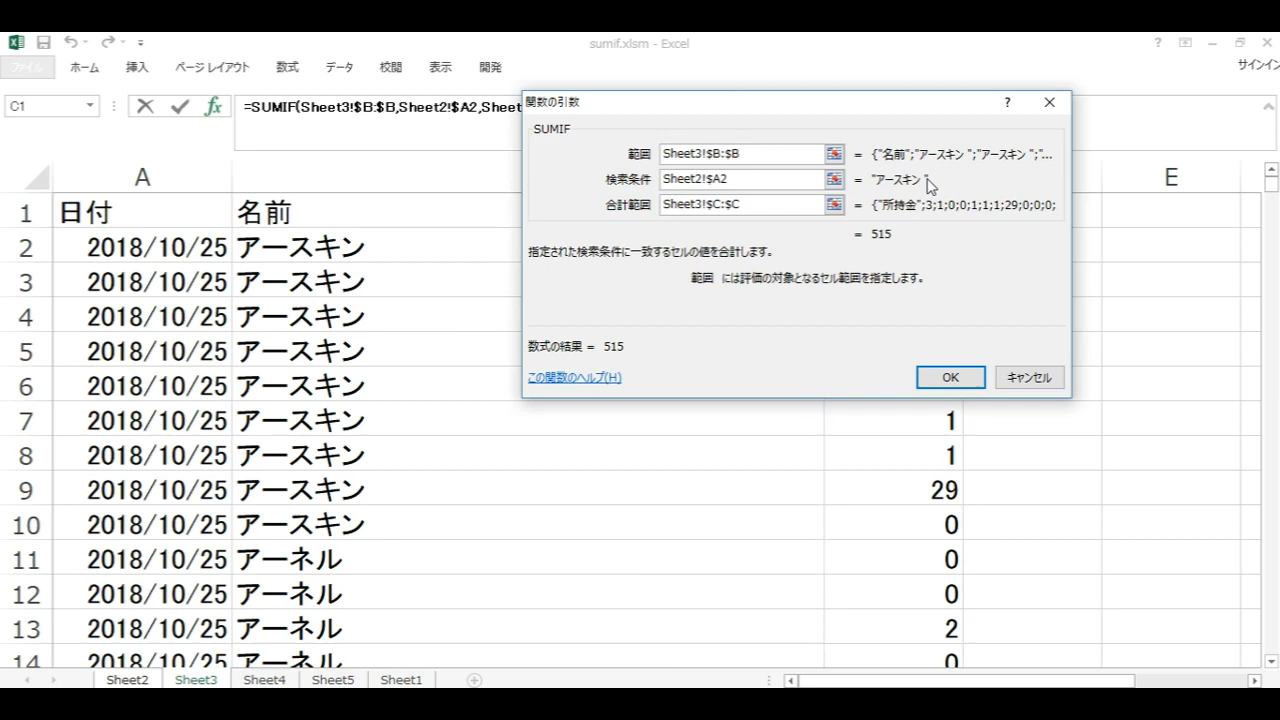 sumif.xlsm - Excel
?
ファイル ホーム 挿入 ページ レイアウト 数式 データ 校閲 表示 開発 サインイン
C1 fx =SUMIF(Sheet3!$B:$B,Sheet2!$A2,Sheet
関数の引数 ?
SUMIF
範囲 Sheet3!$B:$B = {"名前";"アースキン ";"アースキン ";"...
検索条件 Sheet2!$A2 = "アースキン "
合計範囲 Sheet3!$C:$C = {"所持金";3;1;0;0;1;1;1;29;0;0;0;
= 515
指定された検索条件に一致するセルの値を合計します。
範囲 には評価の対象となるセル範囲を指定します。
数式の結果 = 515
この関数のヘルプ(H) OK キャンセル
A E
1 日付 名前
2 2018/10/25 アースキン
3 2018/10/25 アースキン
4 2018/10/25 アースキン
5 2018/10/25 アースキン
6 2018/10/25 アースキン
7 2018/10/25 アースキン 1
8 2018/10/25 アースキン 1
9 2018/10/25 アースキン 29
10 2018/10/25 アースキン 0
11 2018/10/25 アーネル 0
12 2018/10/25 アーネル 0
13 2018/10/25 アーネル 2
14 2018/10/25 アーネル 0
Sheet2 Sheet3 Sheet4 Sheet5 Sheet1